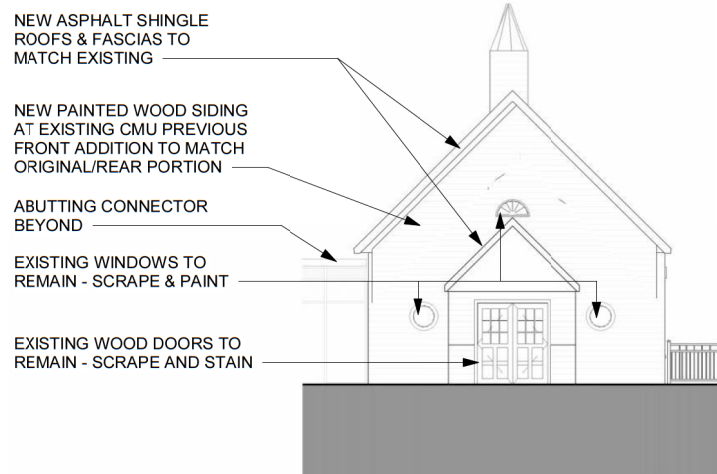 NEW ASPHALT SHINGLE
ROOFS & FASCIAS TO
MATCH EXISTING
NEW PAINTED WOOD SIDING
AT EXISTING CMU PREVIOUS
FRONT ADDITION TO MATCH
ORIGINAL/REAR PORTION
ABUTTING CONNECTOR
BEYOND
EXISTING WINDOWS TO
REMAIN - SCRAPE & PAINT
EXISTING WOOD DOORS TO
REMAIN - SCRAPE AND STAIN